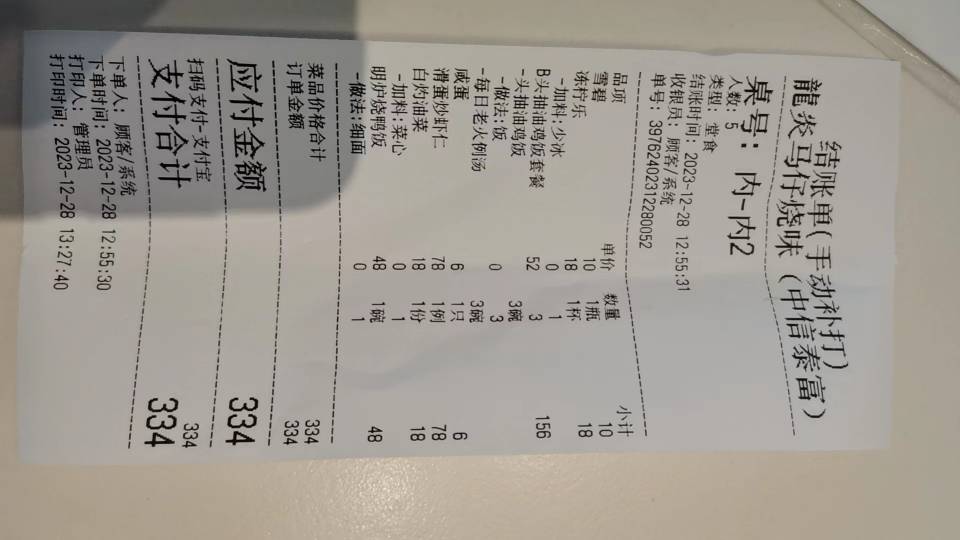 结账单(手动补打)
龍炎马仔烧味（中信泰富）
桌号: 内-内2
人数: 5
类型: 堂食
结账时间: 2023-12-28 12:55:31
收银员: 顾客/系统
单号: 39762402312280052
品项 单价 数量 小计
雪碧 10 1瓶 10
冻柠乐 18 1杯 18
-加料:少冰 0 1
B:头抽油鸡饭套餐 52 3 156
-头抽油鸡饭 3碗
-做法:饭 0 3
-每日:老火例汤 3碗
咸蛋 6 1只 6
滑蛋炒虾仁 78 1例 78
白灼油菜 18 1份 18
-加料:菜心 0 1
明炉烧鸭饭 48 1碗 48
-做法:细面 0 1
菜品价格合计 334
订单金额 334
应付金额 334
扫码支付-支付宝 334
支付合计 334
下单人: 顾客/系统
下单时间: 2023-12-28 12:55:30
打印人: 管理员
打印时间: 2023-12-28 13:27:40